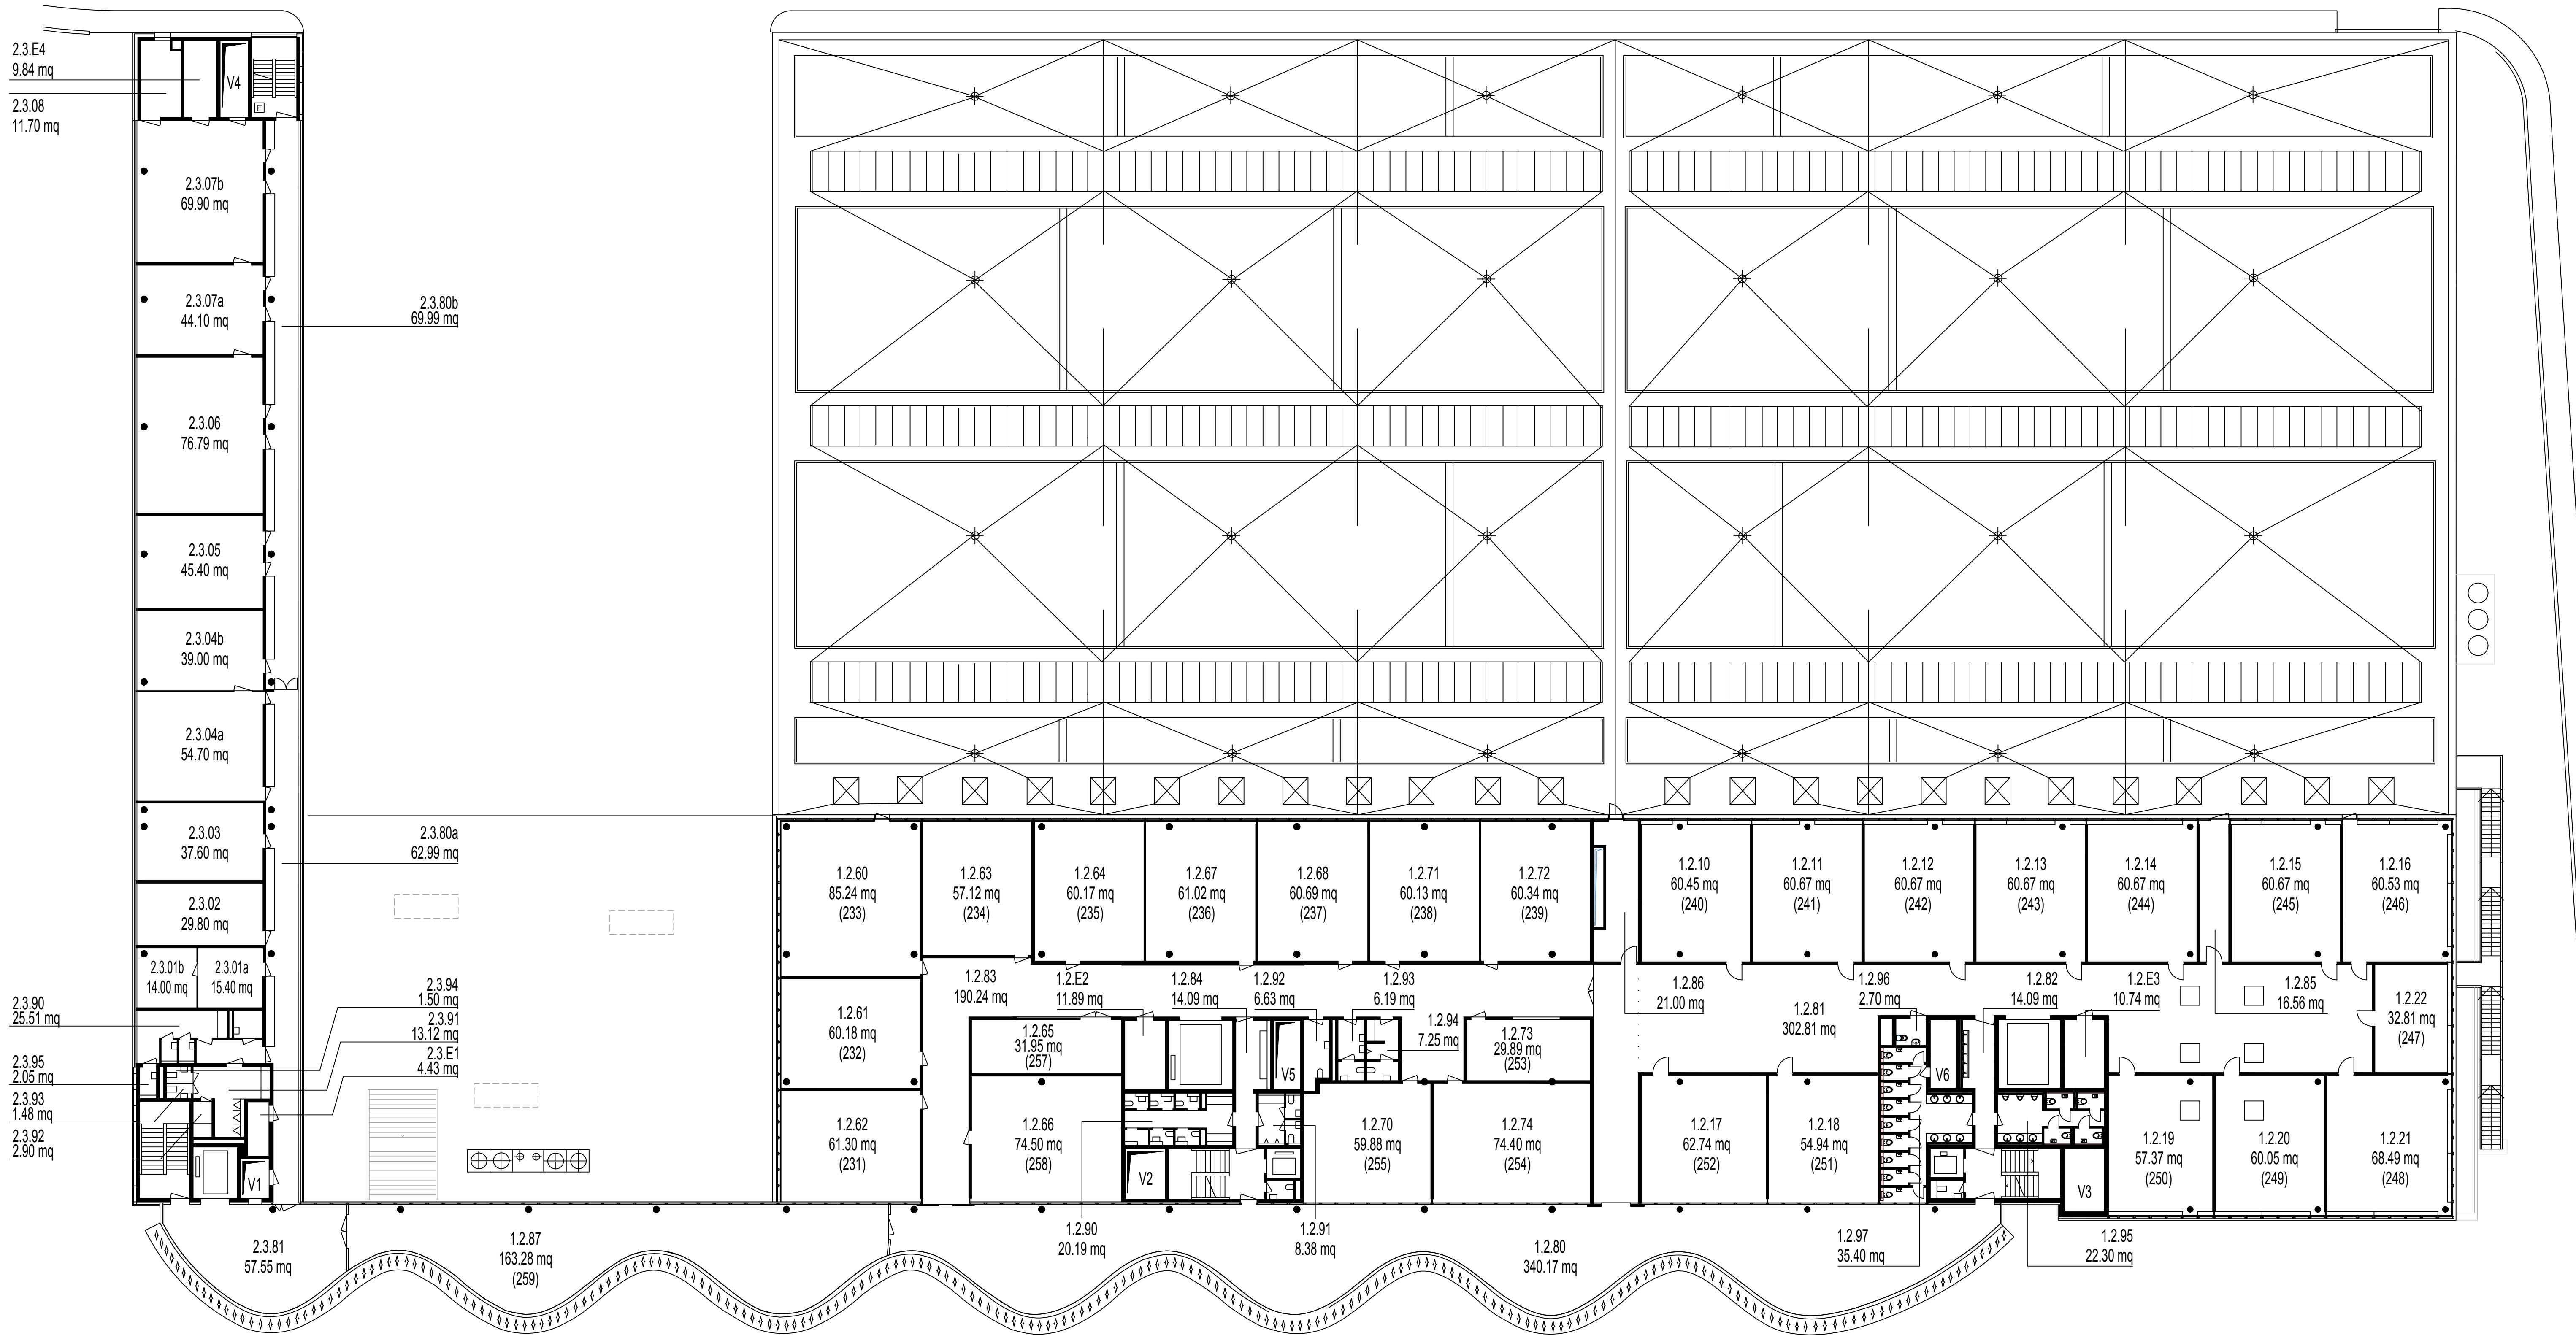 2.3.E4
9.84 mq
2.3.08
11.70 mq
V4
F
2.3.07b
69.90 mq
2.3.07a
44.10 mq
2.3.80b
69.99 mq
2.3.06
76.79 mq
2.3.05
45.40 mq
2.3.04b
39.00 mq
2.3.04a
54.70 mq
2.3.03
37.60 mq
2.3.80a
62.99 mq
2.3.02
29.80 mq
2.3.01b
14.00 mq
2.3.01a
15.40 mq
2.3.90
25.51 mq
2.3.94
1.50 mq
2.3.91
13.12 mq
2.3.E1
4.43 mq
2.3.95
2.05 mq
2.3.93
1.48 mq
2.3.92
2.90 mq
V1
2.3.81
57.55 mq
1.2.87
163.28 mq
(259)
1.2.60
85.24 mq
(233)
1.2.63
57.12 mq
(234)
1.2.64
60.17 mq
(235)
1.2.67
61.02 mq
(236)
1.2.68
60.69 mq
(237)
1.2.71
60.13 mq
(238)
1.2.72
60.34 mq
(239)
1.2.10
60.45 mq
(240)
1.2.11
60.67 mq
(241)
1.2.12
60.67 mq
(242)
1.2.13
60.67 mq
(243)
1.2.14
60.67 mq
(244)
1.2.15
60.67 mq
(245)
1.2.16
60.53 mq
(246)
1.2.83
190.24 mq
1.2.E2
11.89 mq
1.2.84
14.09 mq
1.2.92
6.63 mq
1.2.93
6.19 mq
1.2.94
7.25 mq
1.2.86
21.00 mq
1.2.81
302.81 mq
1.2.96
2.70 mq
1.2.82
14.09 mq
1.2.E3
10.74 mq
1.2.85
16.56 mq
1.2.22
32.81 mq
(247)
1.2.61
60.18 mq
(232)
1.2.65
31.95 mq
(257)
1.2.73
29.89 mq
(253)
V5
V6
1.2.62
61.30 mq
(231)
1.2.66
74.50 mq
(258)
V2
1.2.70
59.88 mq
(255)
1.2.74
74.40 mq
(254)
1.2.17
62.74 mq
(252)
1.2.18
54.94 mq
(251)
V3
1.2.19
57.37 mq
(250)
1.2.20
60.05 mq
(249)
1.2.21
68.49 mq
(248)
1.2.90
20.19 mq
1.2.91
8.38 mq
1.2.80
340.17 mq
1.2.97
35.40 mq
1.2.95
22.30 mq